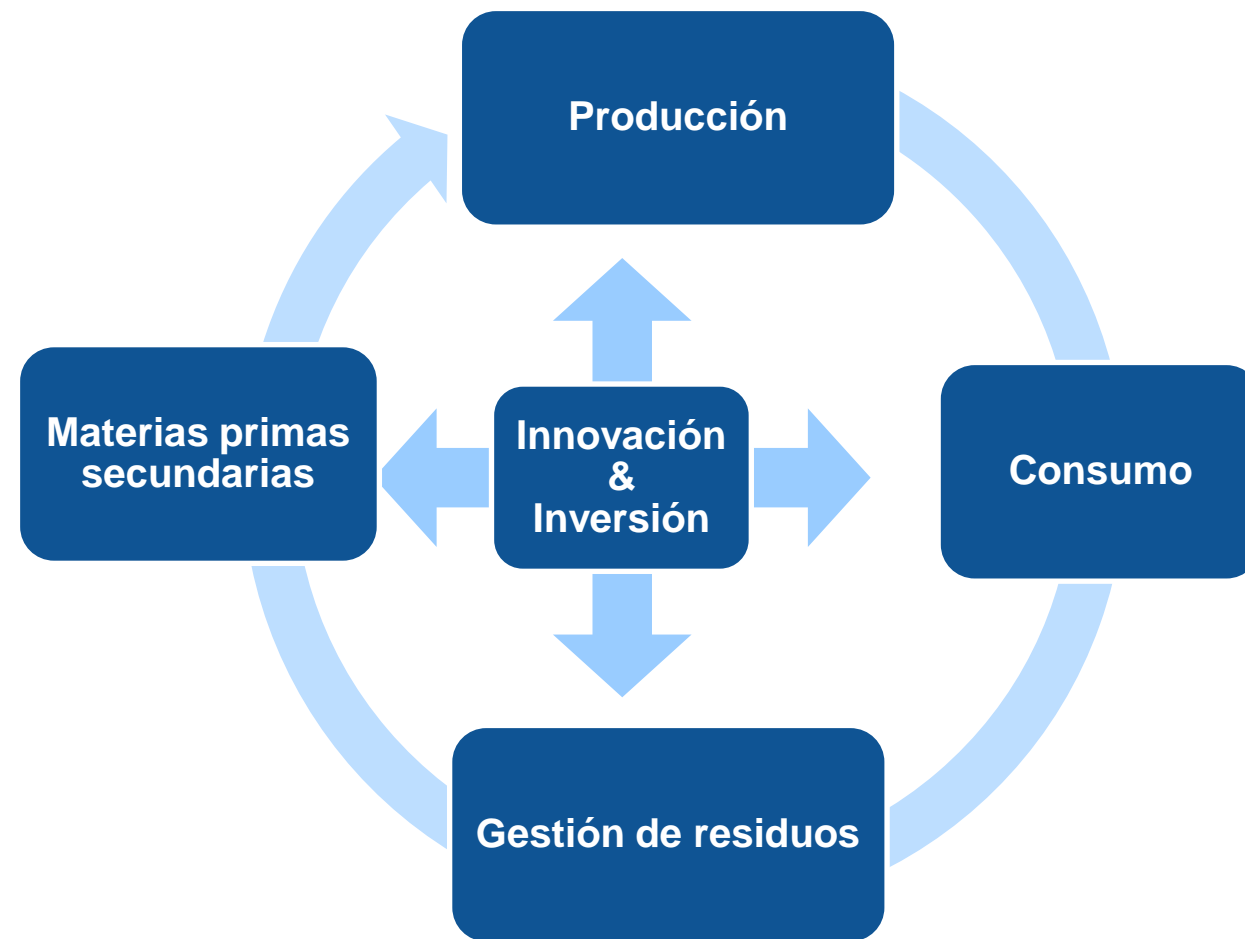 Producción
Materias primas
secundarias
Innovación
&
Inversión
Consumo
Gestión de residuos